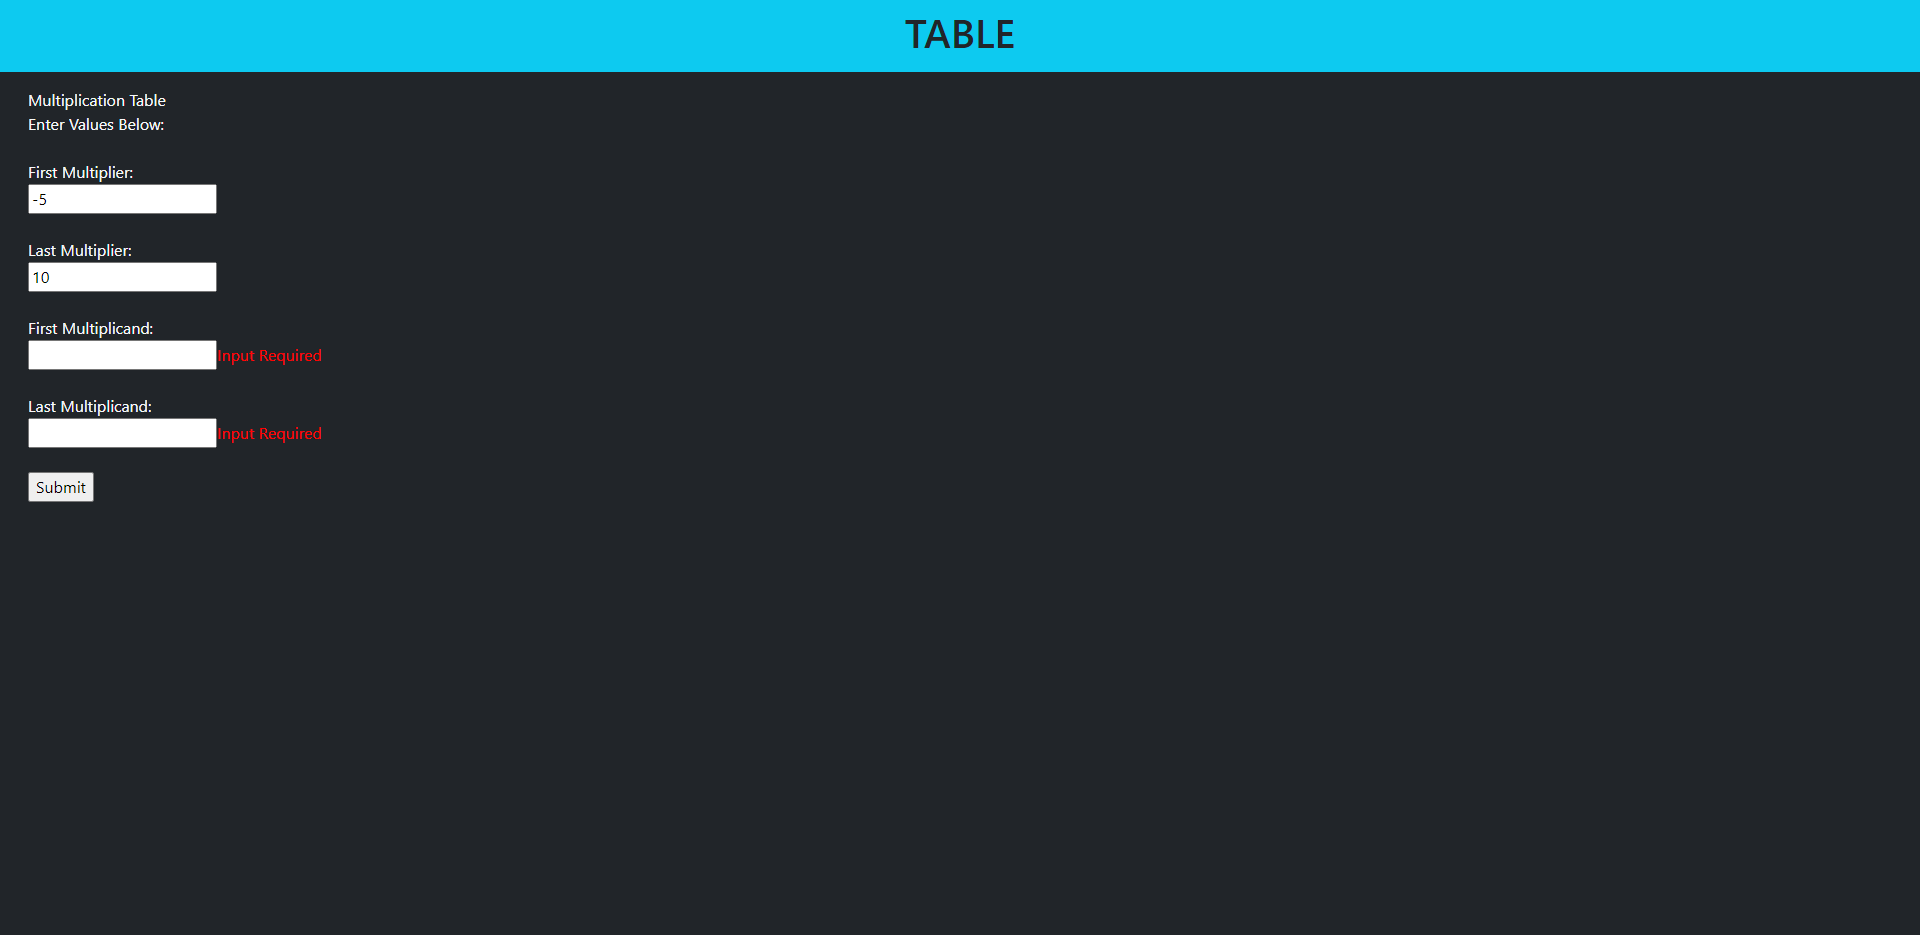 TABLE
Multiplication Table
Enter Values Below:
First Multiplier:
-5
Last Multiplier:
10
First Multiplicand:
Input Required
Last Multiplicand:
Input Required
Submit